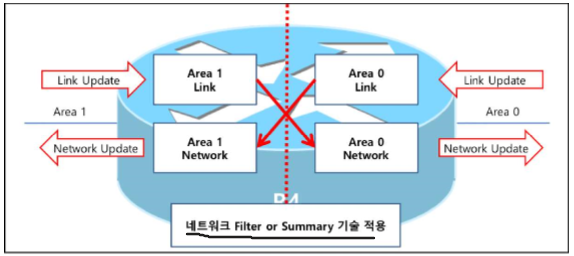 Area 1
Link
Area 0
Link
Link Update
Link Update
Area 1
Area 0
Network Update
Area 1
Network
Area 0
Network
Network Update
R4
네트워크 Filter or Summary 기술 적용